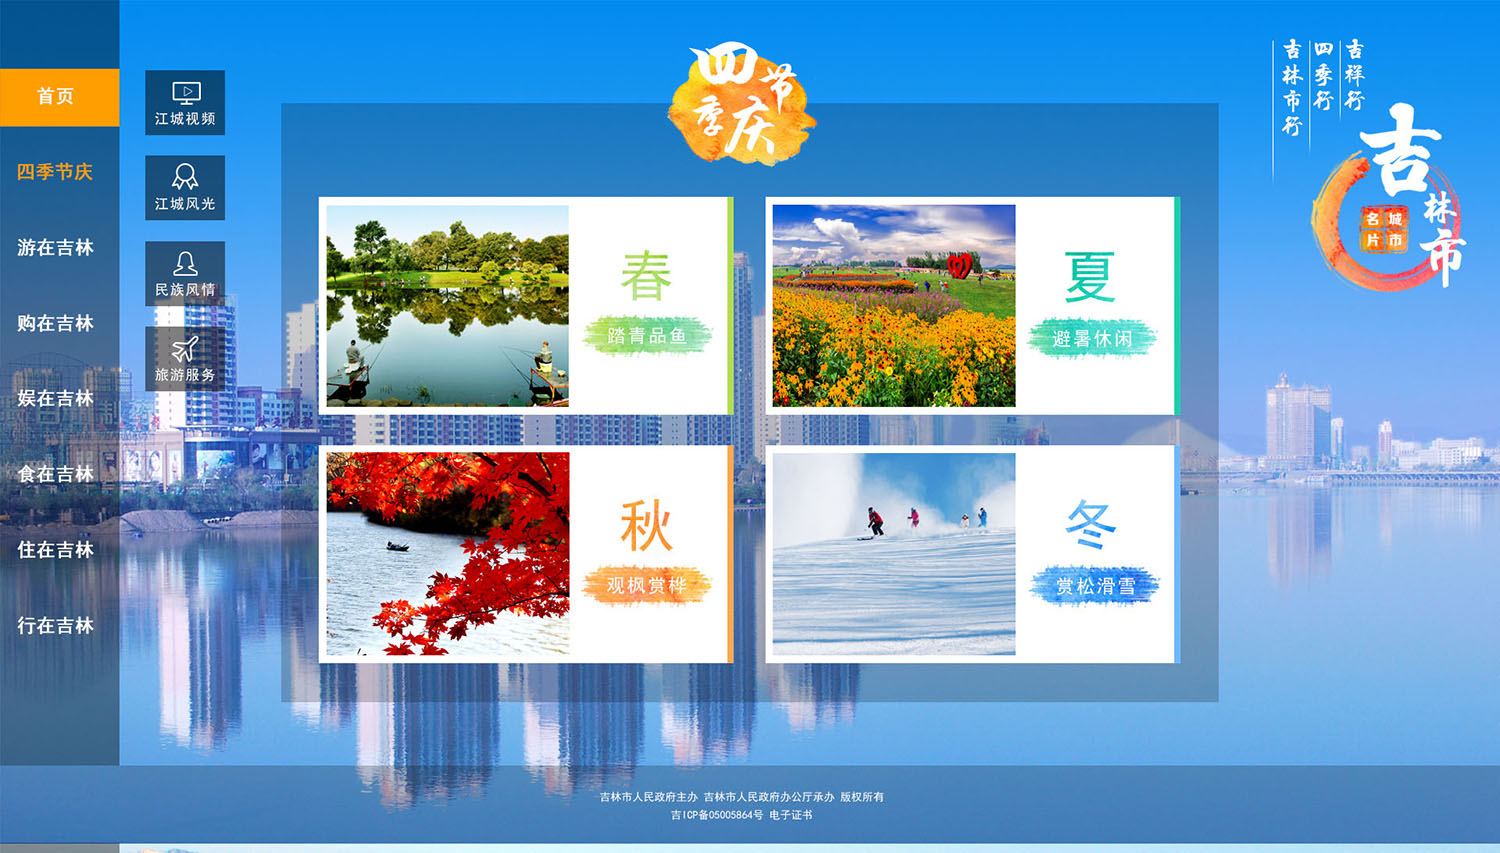 首页
四季节庆
游在吉林
购在吉林
娱在吉林
食在吉林
住在吉林
行在吉林
江城视频
江城风光
民族风情
旅游服务
四季节庆
春
踏青品鱼
夏
避暑休闲
秋
观枫赏桦
冬
赏松滑雪
吉祥行
四季行
吉林市行
吉林市
城市名片
吉林市人民政府主办 吉林市人民政府办公厅承办 版权所有
吉ICP备05005864号 电子证书